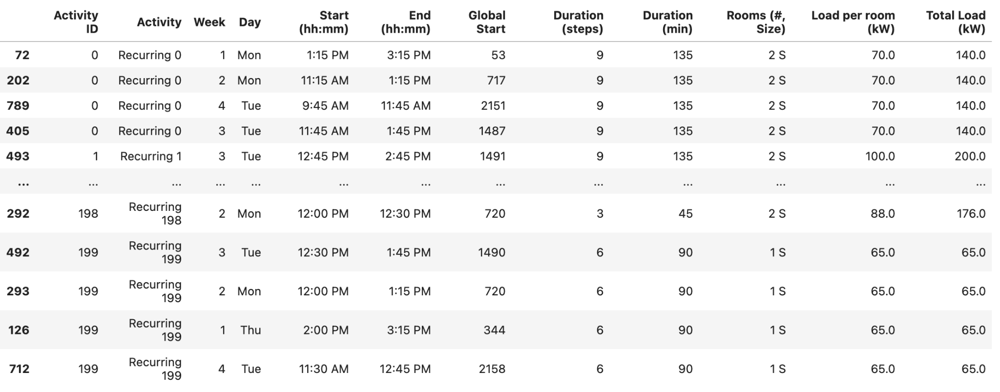 Activity ID Activity Week Day Start (hh:mm) End (hh:mm) Global Start Duration (steps) Duration (min) Rooms (#, Size) Load per room (kW) Total Load (kW)
72 0 Recurring 0 1 Mon 1:15 PM 3:15 PM 53 9 135 2 S 70.0 140.0
202 0 Recurring 0 2 Mon 11:15 AM 1:15 PM 717 9 135 2 S 70.0 140.0
789 0 Recurring 0 4 Tue 9:45 AM 11:45 AM 2151 9 135 2 S 70.0 140.0
405 0 Recurring 0 3 Tue 11:45 AM 1:45 PM 1487 9 135 2 S 70.0 140.0
493 1 Recurring 1 3 Tue 12:45 PM 2:45 PM 1491 9 135 2 S 100.0 200.0
... ... ... ... ... ... ... ... ... ... ... ... ...
292 198 Recurring 198 2 Mon 12:00 PM 12:30 PM 720 3 45 2 S 88.0 176.0
492 199 Recurring 199 3 Tue 12:30 PM 1:45 PM 1490 6 90 1 S 65.0 65.0
293 199 Recurring 199 2 Mon 12:00 PM 1:15 PM 720 6 90 1 S 65.0 65.0
126 199 Recurring 199 1 Thu 2:00 PM 3:15 PM 344 6 90 1 S 65.0 65.0
712 199 Recurring 199 4 Tue 11:30 AM 12:45 PM 2158 6 90 1 S 65.0 65.0